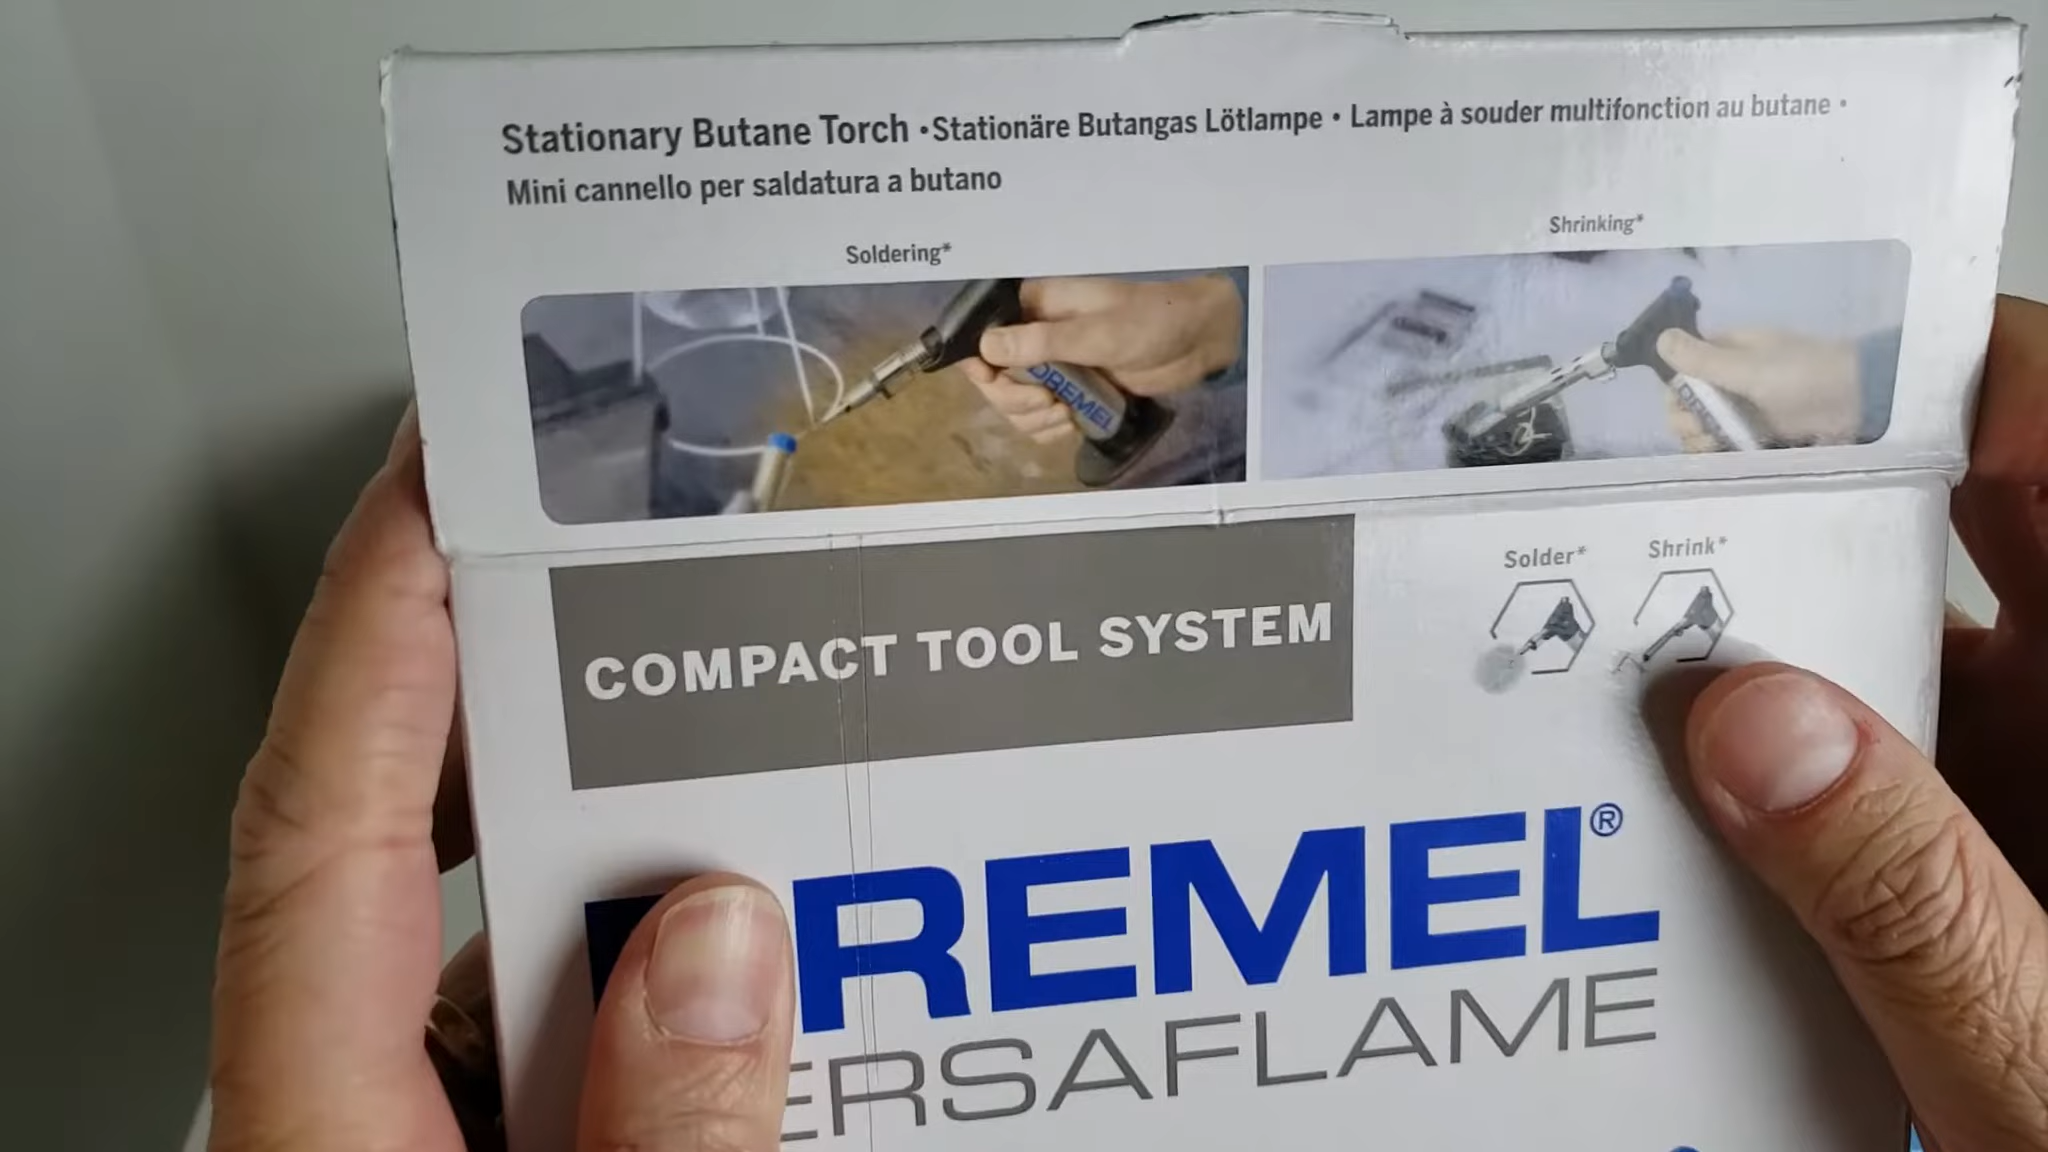 Stationary Butane Torch • Stationäre Butangas Lötlampe • Lampe à souder multifonction au butane •
Mini cannello per saldatura a butano
Soldering*
Shrinking*
DREMEL
Solder*
Shrink*
COMPACT TOOL SYSTEM
REMEL®
ERSAFLAME